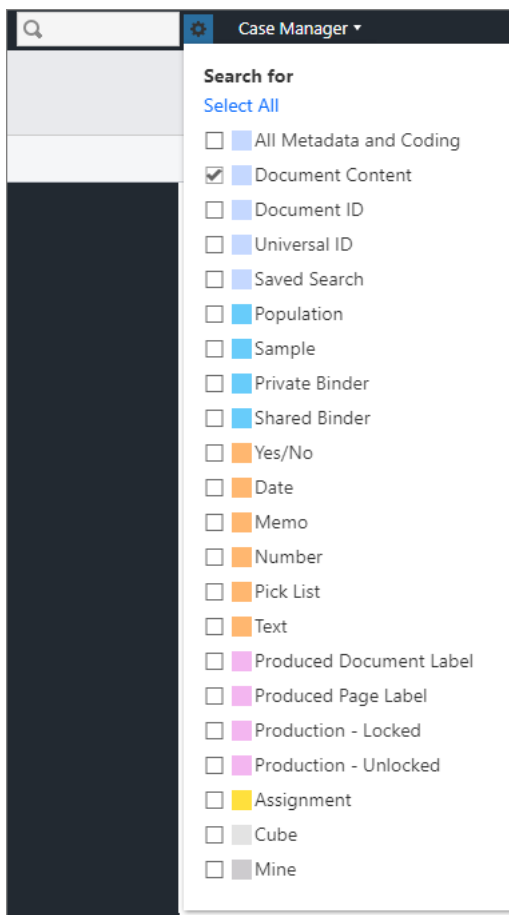 Case Manager
Search for
Select All
All Metadata and Coding
Document Content
Document ID
Universal ID
Saved Search
Population
Sample
Private Binder
Shared Binder
Yes/No
Date
Memo
Number
Pick List
Text
Produced Document Label
Produced Page Label
Production - Locked
Production - Unlocked
Assignment
Cube
Mine